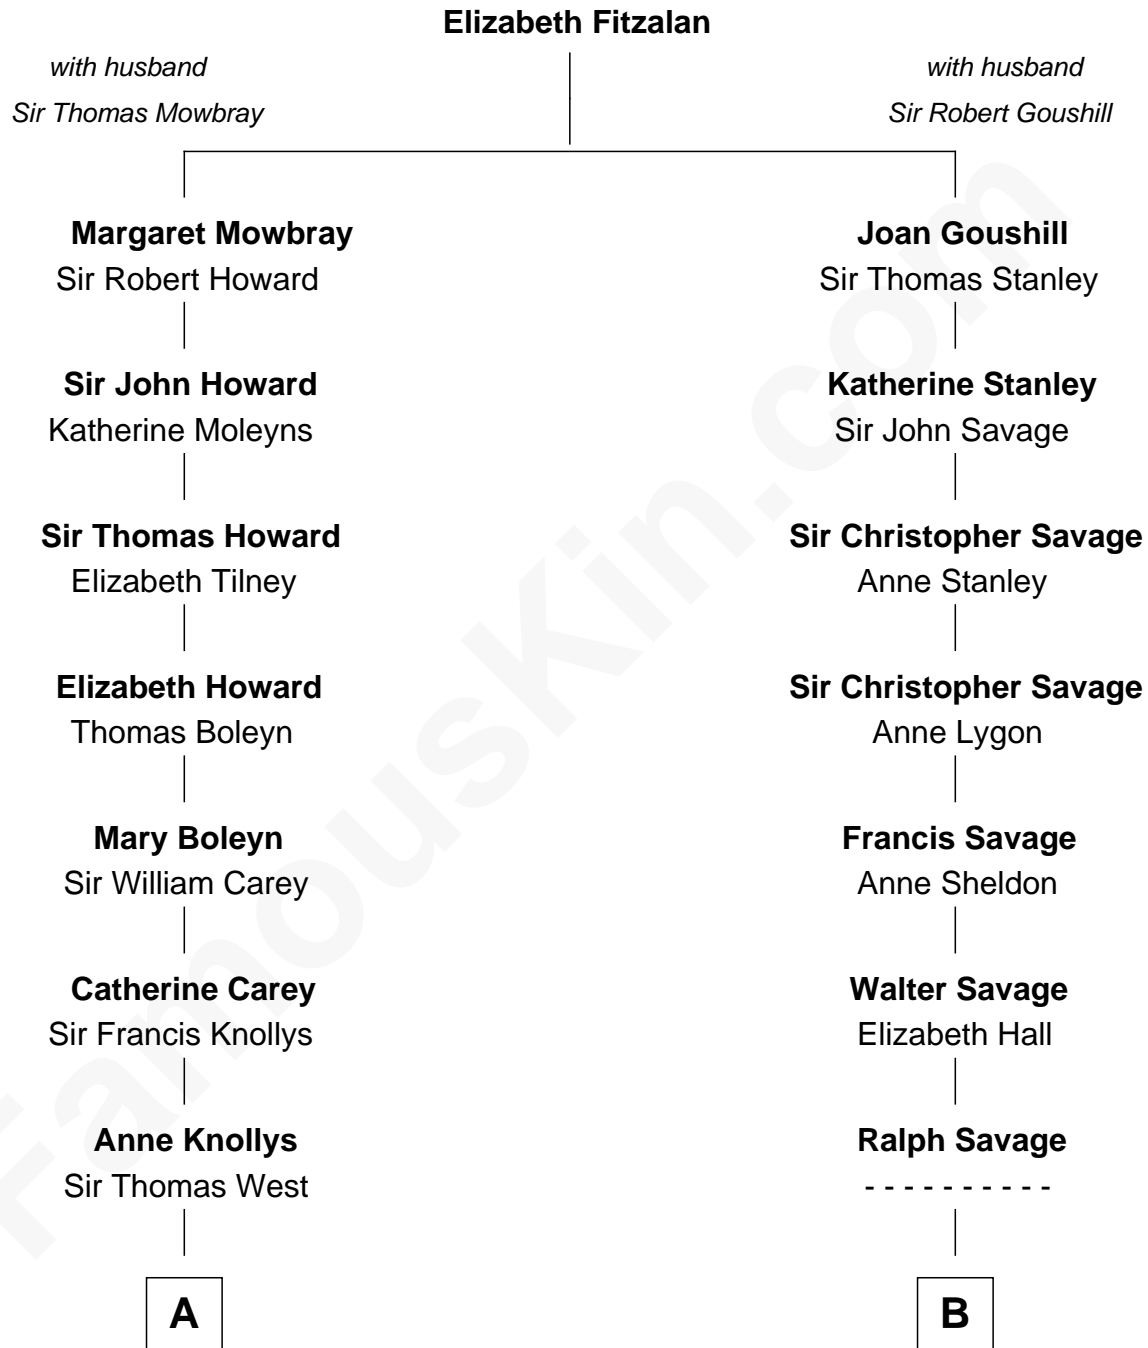 Elizabeth Fitzalan
with husband
Sir Thomas Mowbray
with husband
Sir Robert Goushill
Margaret Mowbray
Sir Robert Howard
Joan Goushill
Sir Thomas Stanley
Sir John Howard
Katherine Moleyns
Katherine Stanley
Sir John Savage
Sir Thomas Howard
Elizabeth Tilney
Sir Christopher Savage
Anne Stanley
Elizabeth Howard
Thomas Boleyn
Sir Christopher Savage
Anne Lygon
Mary Boleyn
Sir William Carey
Francis Savage
Anne Sheldon
Catherine Carey
Sir Francis Knollys
Walter Savage
Elizabeth Hall
Anne Knollys
Sir Thomas West
Ralph Savage
- - - - - - - - - -
A
B
FamousKin.com